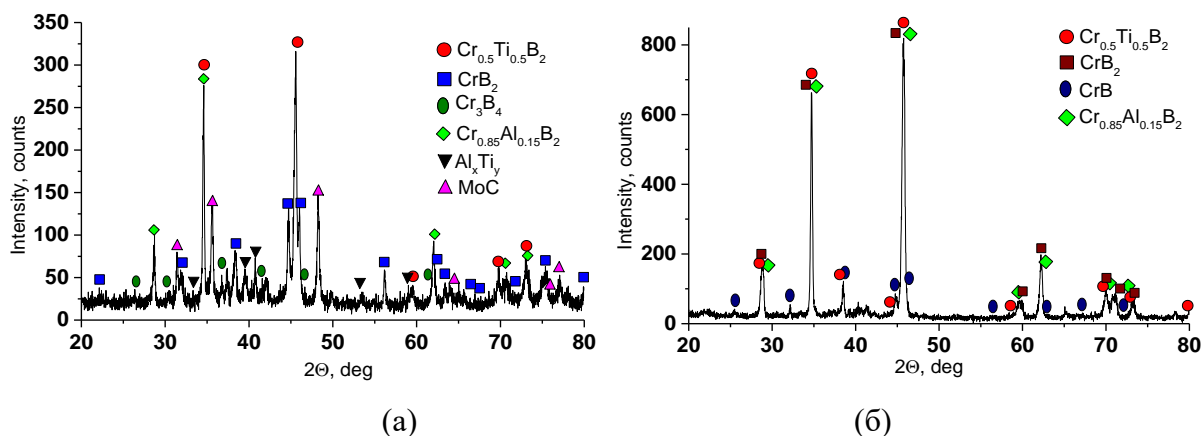 350
300
250
200
150
100
50
0
Intensity, counts
20 30 40 50 60 70 80
2Θ, deg
Cr₀.₅Ti₀.₅B₂
CrB₂
Cr₃B₄
Cr₀.₈₅Al₀.₁₅B₂
AlₓTiᵧ
MoC
(а)
800
600
400
200
0
Intensity, counts
20 30 40 50 60 70 80
2Θ, deg
Cr₀.₅Ti₀.₅B₂
CrB₂
CrB
Cr₀.₈₅Al₀.₁₅B₂
(б)